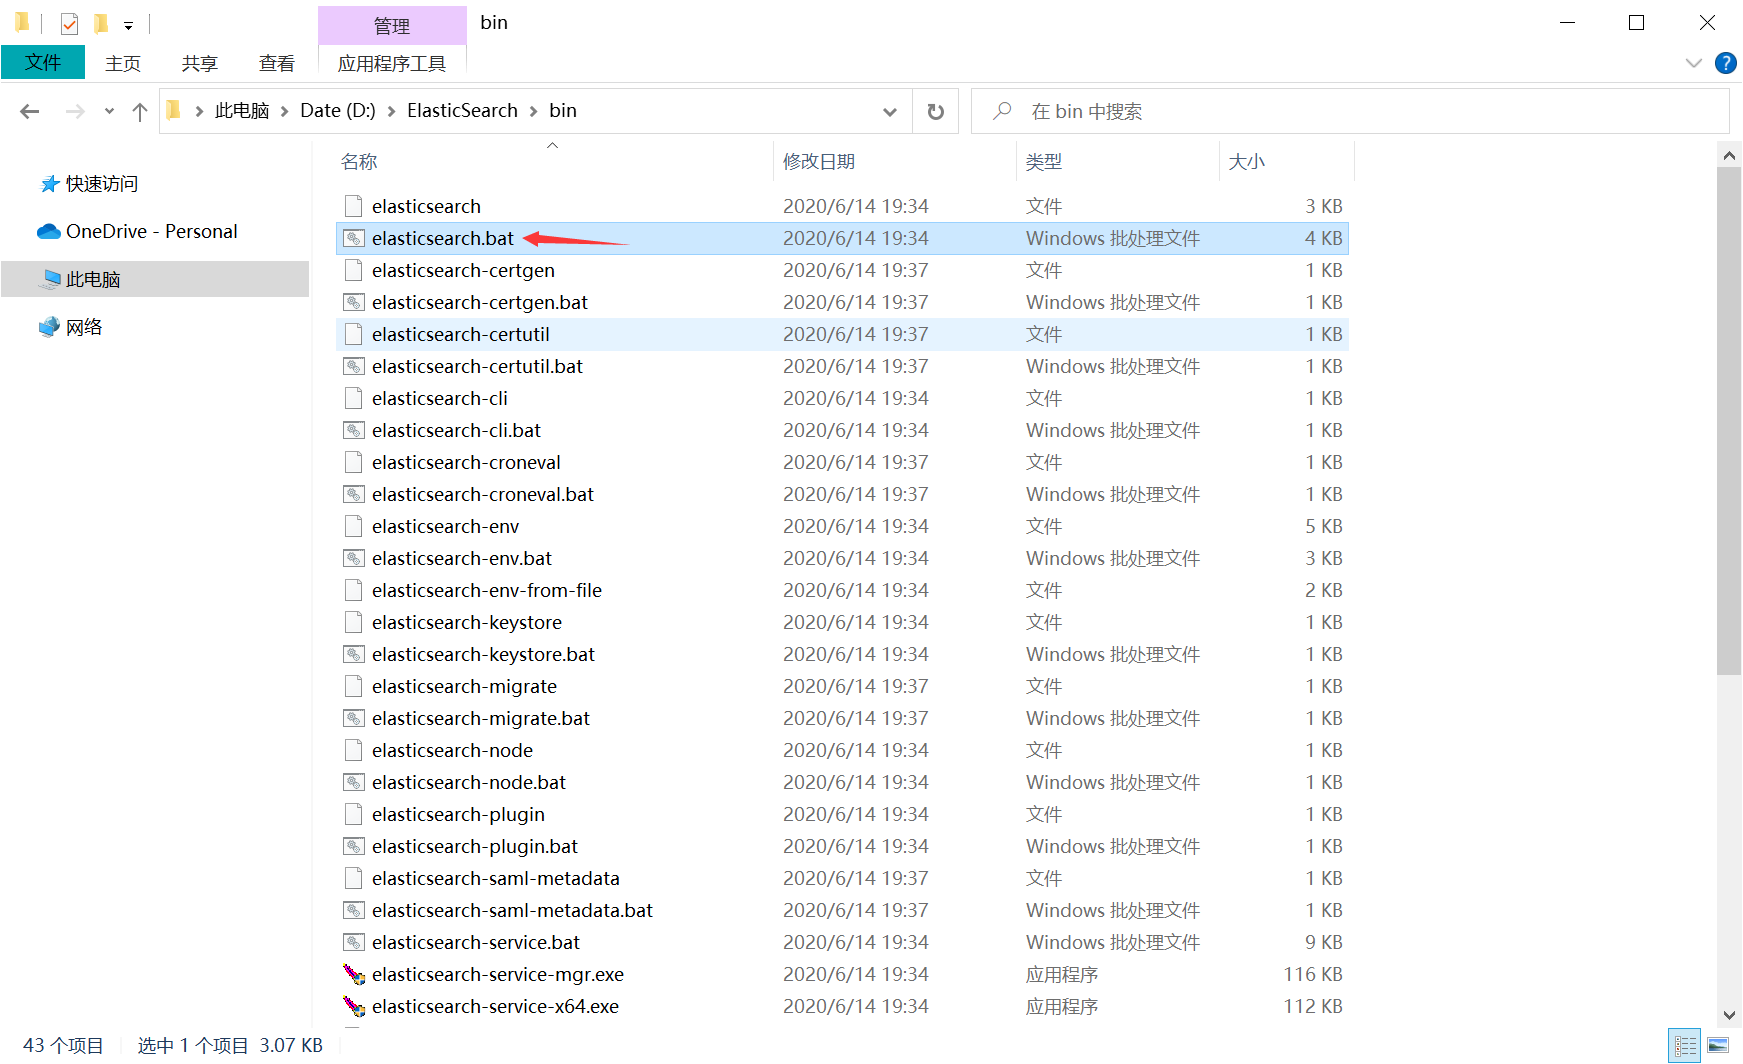 管理 bin
文件 主页 共享 查看 应用程序工具 ?
此电脑 Date (D:) ElasticSearch bin 在 bin 中搜索
快速访问
OneDrive - Personal
此电脑
网络
名称 修改日期 类型 大小
elasticsearch 2020/6/14 19:34 文件 3 KB
elasticsearch.bat 2020/6/14 19:34 Windows 批处理文件 4 KB
elasticsearch-certgen 2020/6/14 19:37 文件 1 KB
elasticsearch-certgen.bat 2020/6/14 19:37 Windows 批处理文件 1 KB
elasticsearch-certutil 2020/6/14 19:37 文件 1 KB
elasticsearch-certutil.bat 2020/6/14 19:37 Windows 批处理文件 1 KB
elasticsearch-cli 2020/6/14 19:34 文件 1 KB
elasticsearch-cli.bat 2020/6/14 19:34 Windows 批处理文件 1 KB
elasticsearch-croneval 2020/6/14 19:37 文件 1 KB
elasticsearch-croneval.bat 2020/6/14 19:37 Windows 批处理文件 1 KB
elasticsearch-env 2020/6/14 19:34 文件 5 KB
elasticsearch-env.bat 2020/6/14 19:34 Windows 批处理文件 3 KB
elasticsearch-env-from-file 2020/6/14 19:34 文件 2 KB
elasticsearch-keystore 2020/6/14 19:34 文件 1 KB
elasticsearch-keystore.bat 2020/6/14 19:34 Windows 批处理文件 1 KB
elasticsearch-migrate 2020/6/14 19:37 文件 1 KB
elasticsearch-migrate.bat 2020/6/14 19:37 Windows 批处理文件 1 KB
elasticsearch-node 2020/6/14 19:34 文件 1 KB
elasticsearch-node.bat 2020/6/14 19:34 Windows 批处理文件 1 KB
elasticsearch-plugin 2020/6/14 19:34 文件 1 KB
elasticsearch-plugin.bat 2020/6/14 19:34 Windows 批处理文件 1 KB
elasticsearch-saml-metadata 2020/6/14 19:37 文件 1 KB
elasticsearch-saml-metadata.bat 2020/6/14 19:37 Windows 批处理文件 1 KB
elasticsearch-service.bat 2020/6/14 19:34 Windows 批处理文件 9 KB
elasticsearch-service-mgr.exe 2020/6/14 19:34 应用程序 116 KB
elasticsearch-service-x64.exe 2020/6/14 19:34 应用程序 112 KB
43 个项目 选中 1 个项目 3.07 KB